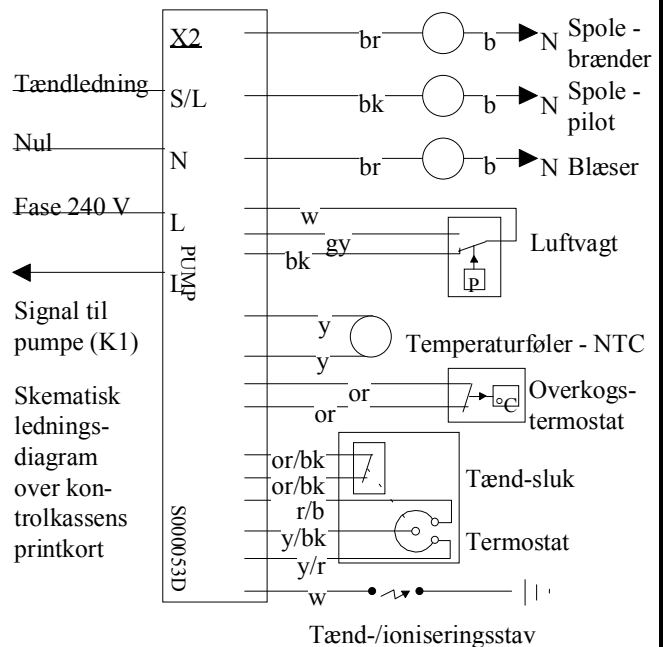 X2
br
b
N
Spole -
brænder
Tændledning
S/L
bk
b
N
Spole -
pilot
Nul
N
br
b
N
Blæser
Fase 240 V
L
w
gy
bk
P
Luftvagt
L
PUMP
Signal til
pumpe (K1)
y
y
Temperaturføler - NTC
Skematisk
lednings-
diagram
over kon-
trolkassens
printkort
or
or
°C
Overkogs-
termostat
or/bk
or/bk
Tænd-sluk
r/b
y/bk
y/r
Termostat
S000053D
w
Tænd-/ioniseringsstav